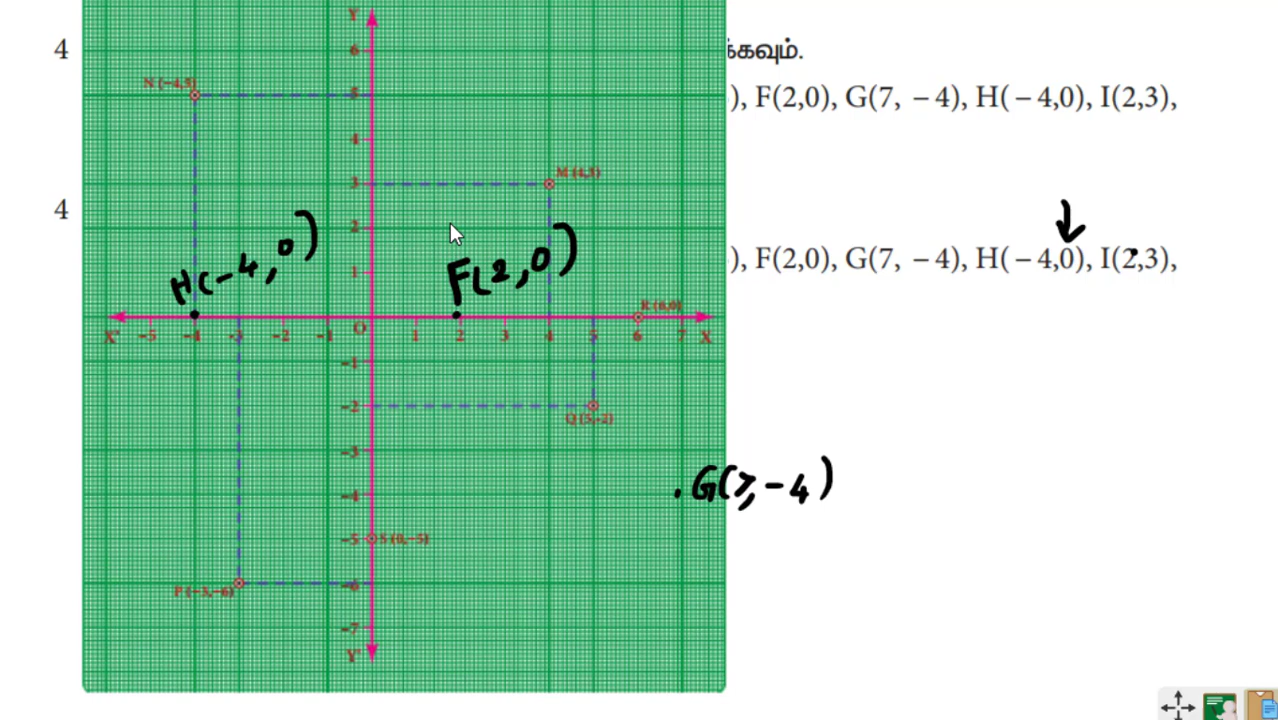 Y
4
6
க்கவும்.
N (−4,5)
5
), F(2,0), G(7, − 4), H( − 4,0), I(2,3),
4
3
M (4,3)
4
2
H(−4,0)
F(2,0)
), F(2,0), G(7, − 4), H( − 4,0), I(2,3),
1
R (6,0)
X' −5 −4 −3 −2 −1 O 1 2 3 4 5 6 7 X
−1
−2
Q (5,−2)
−3
.G(7,−4)
−4
−5 S (0,−5)
P (−3,−6)
−6
−7
Y'